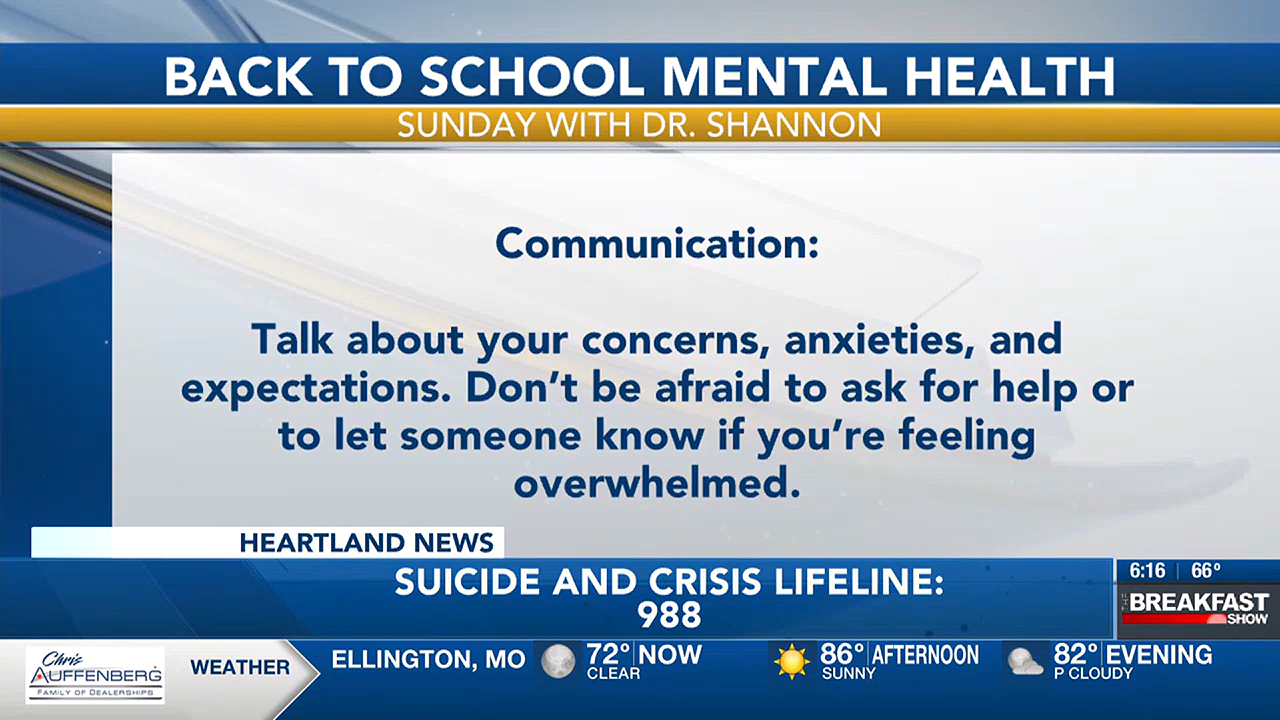 BACK TO SCHOOL MENTAL HEALTH
SUNDAY WITH DR. SHANNON
Communication:
Talk about your concerns, anxieties, and
expectations. Don't be afraid to ask for help or
to let someone know if you're feeling
overwhelmed.
HEARTLAND NEWS
SUICIDE AND CRISIS LIFELINE:
988
6:16 66°
THE BREAKFAST
SHOW
Chris
AUFFENBERG
FAMILY OF DEALERSHIPS
WEATHER
ELLINGTON, MO
72° NOW
CLEAR
86° AFTERNOON
SUNNY
82° EVENING
P CLOUDY